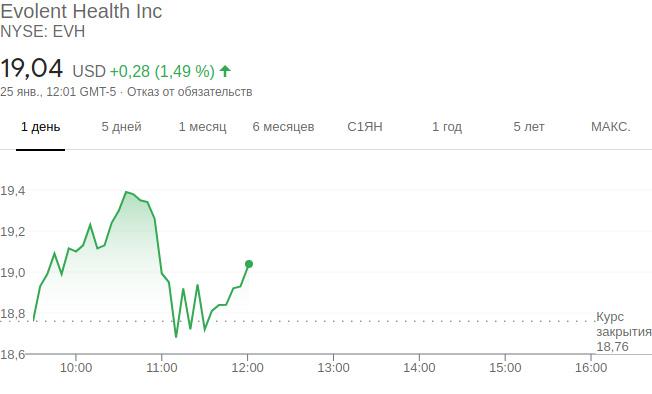 Evolent Health Inc
NYSE: EVH
19,04 USD +0,28 (1,49 %)
25 янв., 12:01 GMT-5 · Отказ от обязательств
1 день 5 дней 1 месяц 6 месяцев С1ЯН 1 год 5 лет МАКС.
19,4
19,2
19,0
18,8
Курс
закрытия
18,76
18,6
10:00 11:00 12:00 13:00 14:00 15:00 16:00